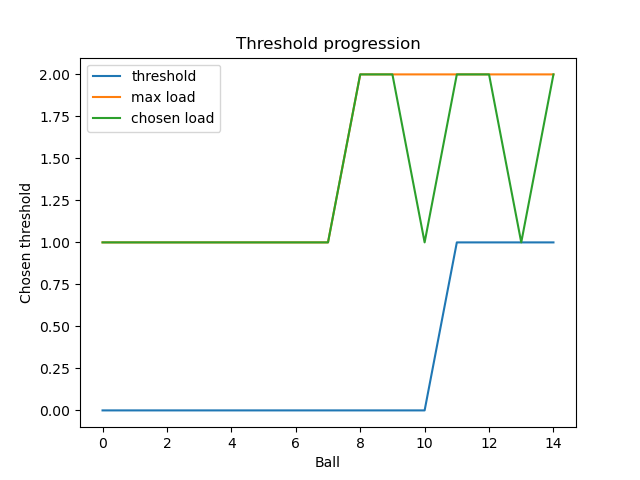 Threshold progression
threshold
max load
chosen load
2.00
1.75
1.50
1.25
1.00
0.75
0.50
0.25
0.00
Chosen threshold
0 2 4 6 8 10 12 14
Ball